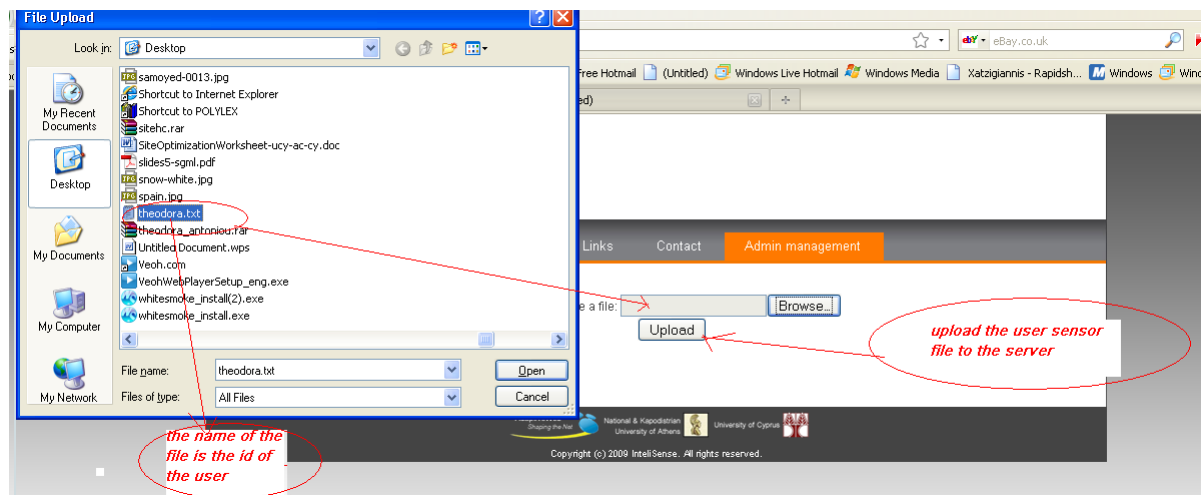 File Upload
Look in:
Desktop
My Recent
Documents
Desktop
My Documents
My Computer
My Network
samoyed-0013.jpg
Shortcut to Internet Explorer
Shortcut to POLYLEX
sitehc.rar
SiteOptimizationWorksheet-ucy-ac-cy.doc
slides5-sgml.pdf
snow-white.jpg
spain.jpg
theodora.txt
theodora_antoniou.rar
Untitled Document.wps
Veoh.com
VeohWebPlayerSetup_eng.exe
whitesmoke_install(2).exe
whitesmoke_install.exe
File name:
theodora.txt
Open
Files of type:
All Files
Cancel
eBay.co.uk
Free Hotmail (Untitled) Windows Live Hotmail Windows Media Xatzigiannis - Rapidsh... Windows Wind
ed)
Links Contact Admin management
e a file:
Browse...
Upload
upload the user sensor
file to the server
the name of the
file is the id of
the user
Shaping the Net
National & Kapodistrian
University of Athens
University of Cyprus
Copyright (c) 2009 InteliSense. All rights reserved.